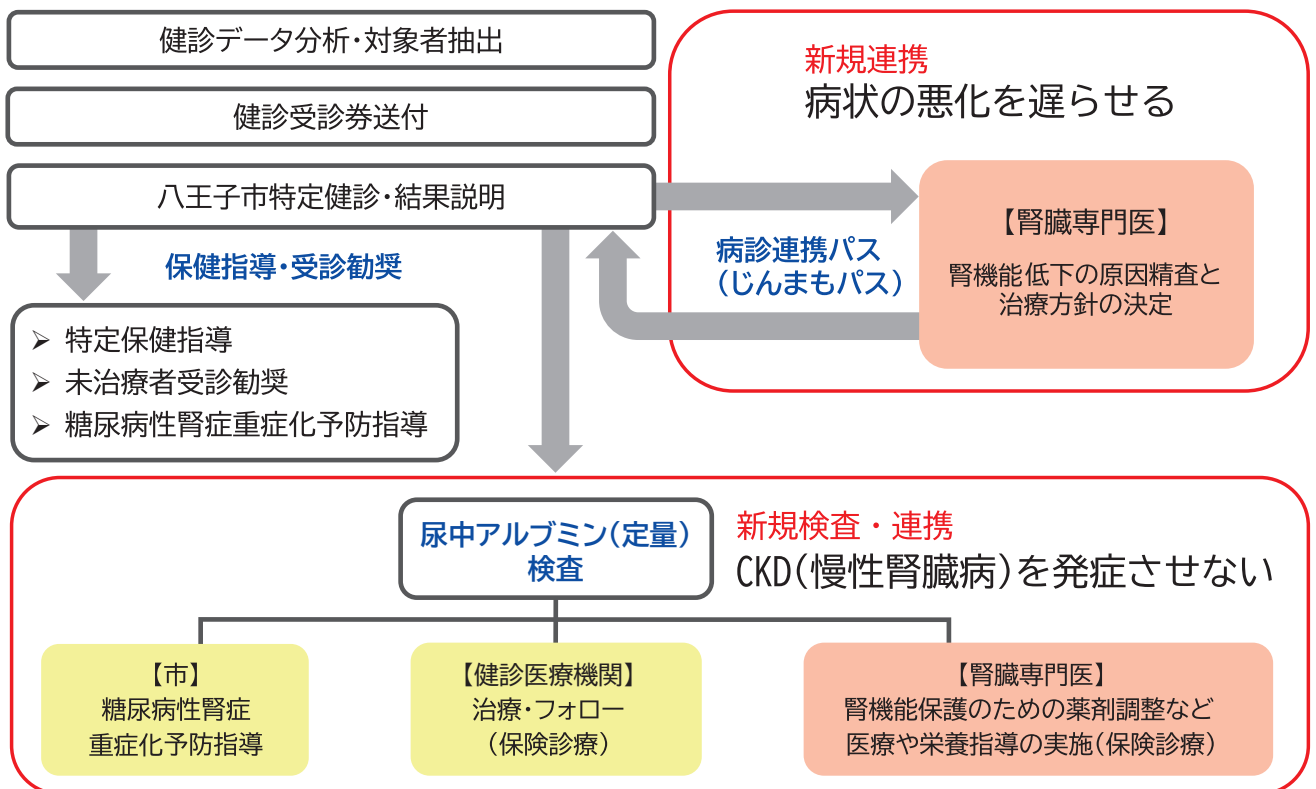 健診データ分析・対象者抽出
健診受診券送付
八王子市特定健診・結果説明
新規連携
病状の悪化を遅らせる
【腎臓専門医】
腎機能低下の原因精査と
治療方針の決定
病診連携パス
（じんまもパス）
保健指導・受診勧奨
➢ 特定保健指導
➢ 未治療者受診勧奨
➢ 糖尿病性腎症重症化予防指導
尿中アルブミン（定量）
検査
新規検査・連携
CKD（慢性腎臓病）を発症させない
【市】
糖尿病性腎症
重症化予防指導
【健診医療機関】
治療・フォロー
（保険診療）
【腎臓専門医】
腎機能保護のための薬剤調整など
医療や栄養指導の実施（保険診療）